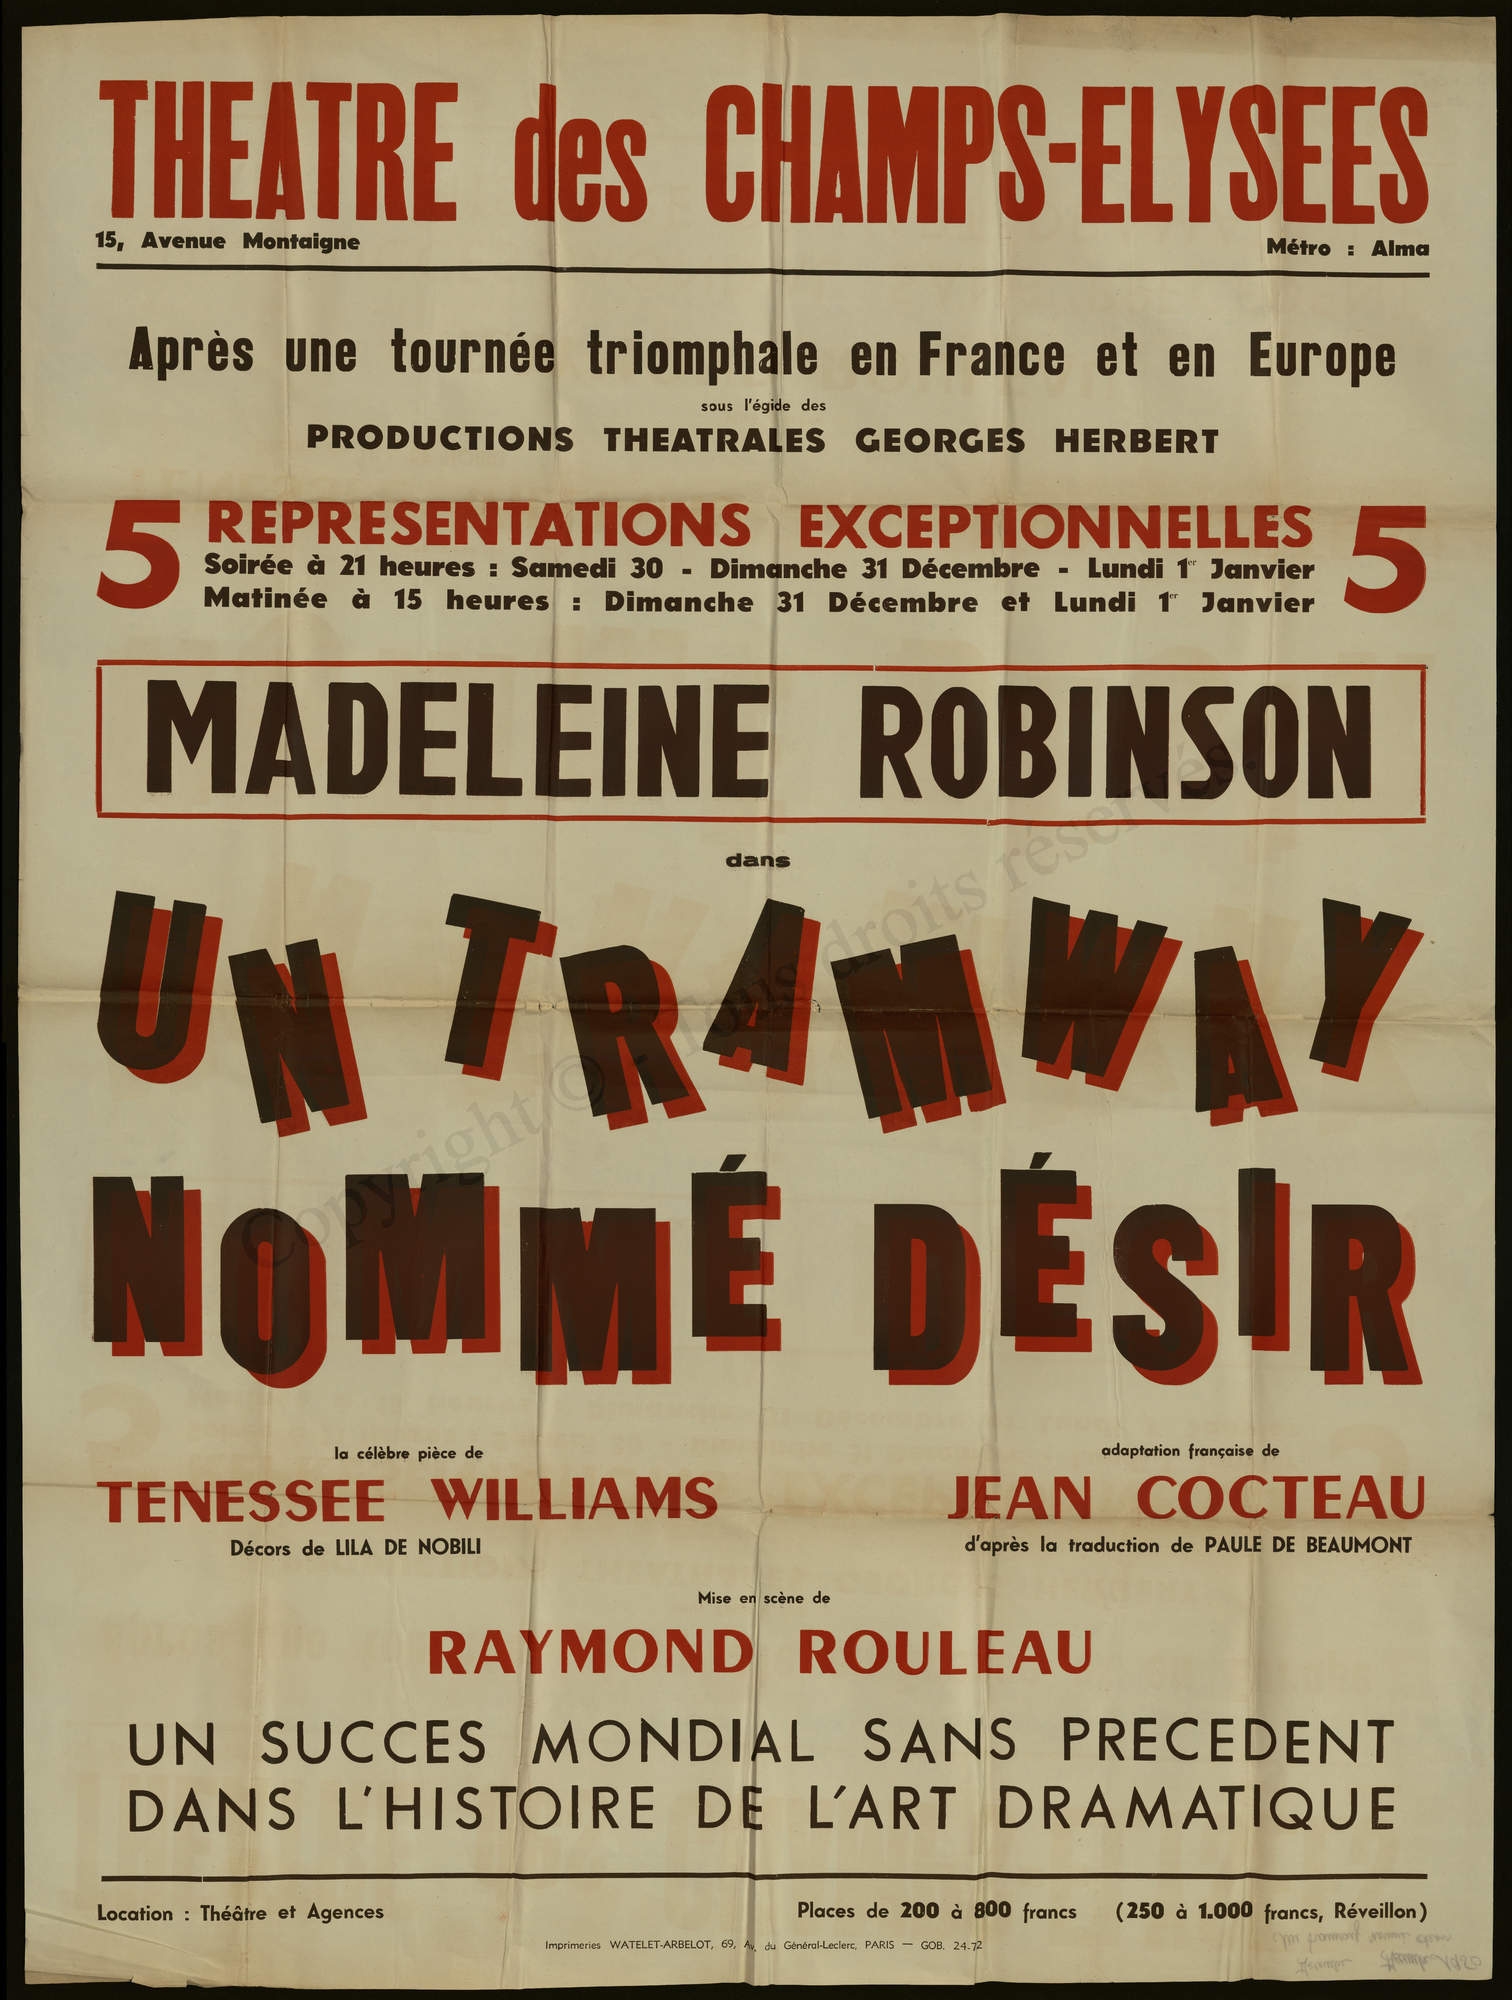 THEATRE des CHAMPS-ELYSEES
15, Avenue Montaigne
Métro : Alma
Après une tournée triomphale en France et en Europe
sous l'égide des
PRODUCTIONS THEATRALES GEORGES HERBERT
5 REPRESENTATIONS EXCEPTIONNELLES 5
Soirée à 21 heures : Samedi 30 - Dimanche 31 Décembre - Lundi 1er Janvier
Matinée à 15 heures : Dimanche 31 Décembre et Lundi 1er Janvier
MADELEINE ROBINSON
dans
UN TRAMWAY
NOMMÉ DÉSIR
la célèbre pièce de
TENESSEE WILLIAMS
Décors de LILA DE NOBILI
adaptation française de
JEAN COCTEAU
d'après la traduction de PAULE DE BEAUMONT
Mise en scène de
RAYMOND ROULEAU
UN SUCCES MONDIAL SANS PRECEDENT
DANS L'HISTOIRE DE L'ART DRAMATIQUE
Location : Théâtre et Agences
Places de 200 à 800 francs (250 à 1.000 francs, Réveillon)
Imprimeries WATELET-ARBELOT, 69, Av. du Général-Leclerc, PARIS — GOB. 24-72
Copyright © - Tous droits réservés.